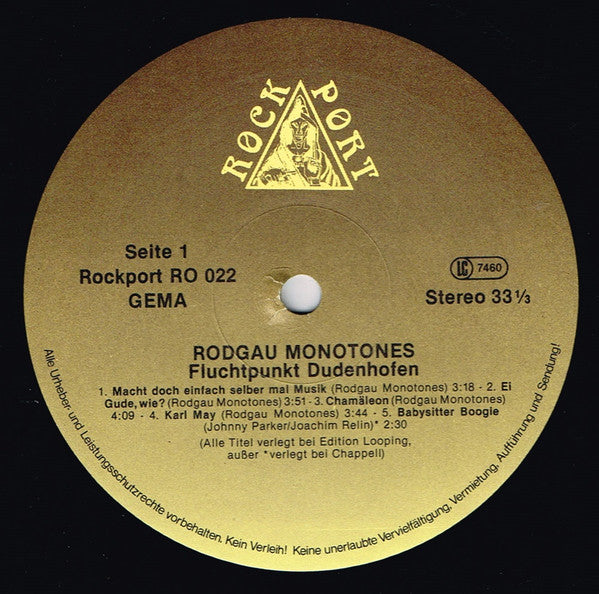 ROCK PORT
Seite 1
Rockport RO 022
GEMA
LC 7460
Stereo 33 1/3
RODGAU MONOTONES
Fluchtpunkt Dudenhofen
1. Macht doch einfach selber mal Musik (Rodgau Monotones) 3:18 - 2. Ei
Gude, wie? (Rodgau Monotones) 3:51 - 3. Chamäleon (Rodgau Monotones)
4:09 - 4. Karl May (Rodgau Monotones) 3:44 - 5. Babysitter Boogie
(Johnny Parker/Joachim Relin)* 2:30
(Alle Titel verlegt bei Edition Looping,
außer *verlegt bei Chappell)
Alle Urheber und Leistungsschutzrechte vorbehalten. Kein Verleih! Keine unerlaubte Vervielfältigung, Vermietung, Aufführung und Sendung!